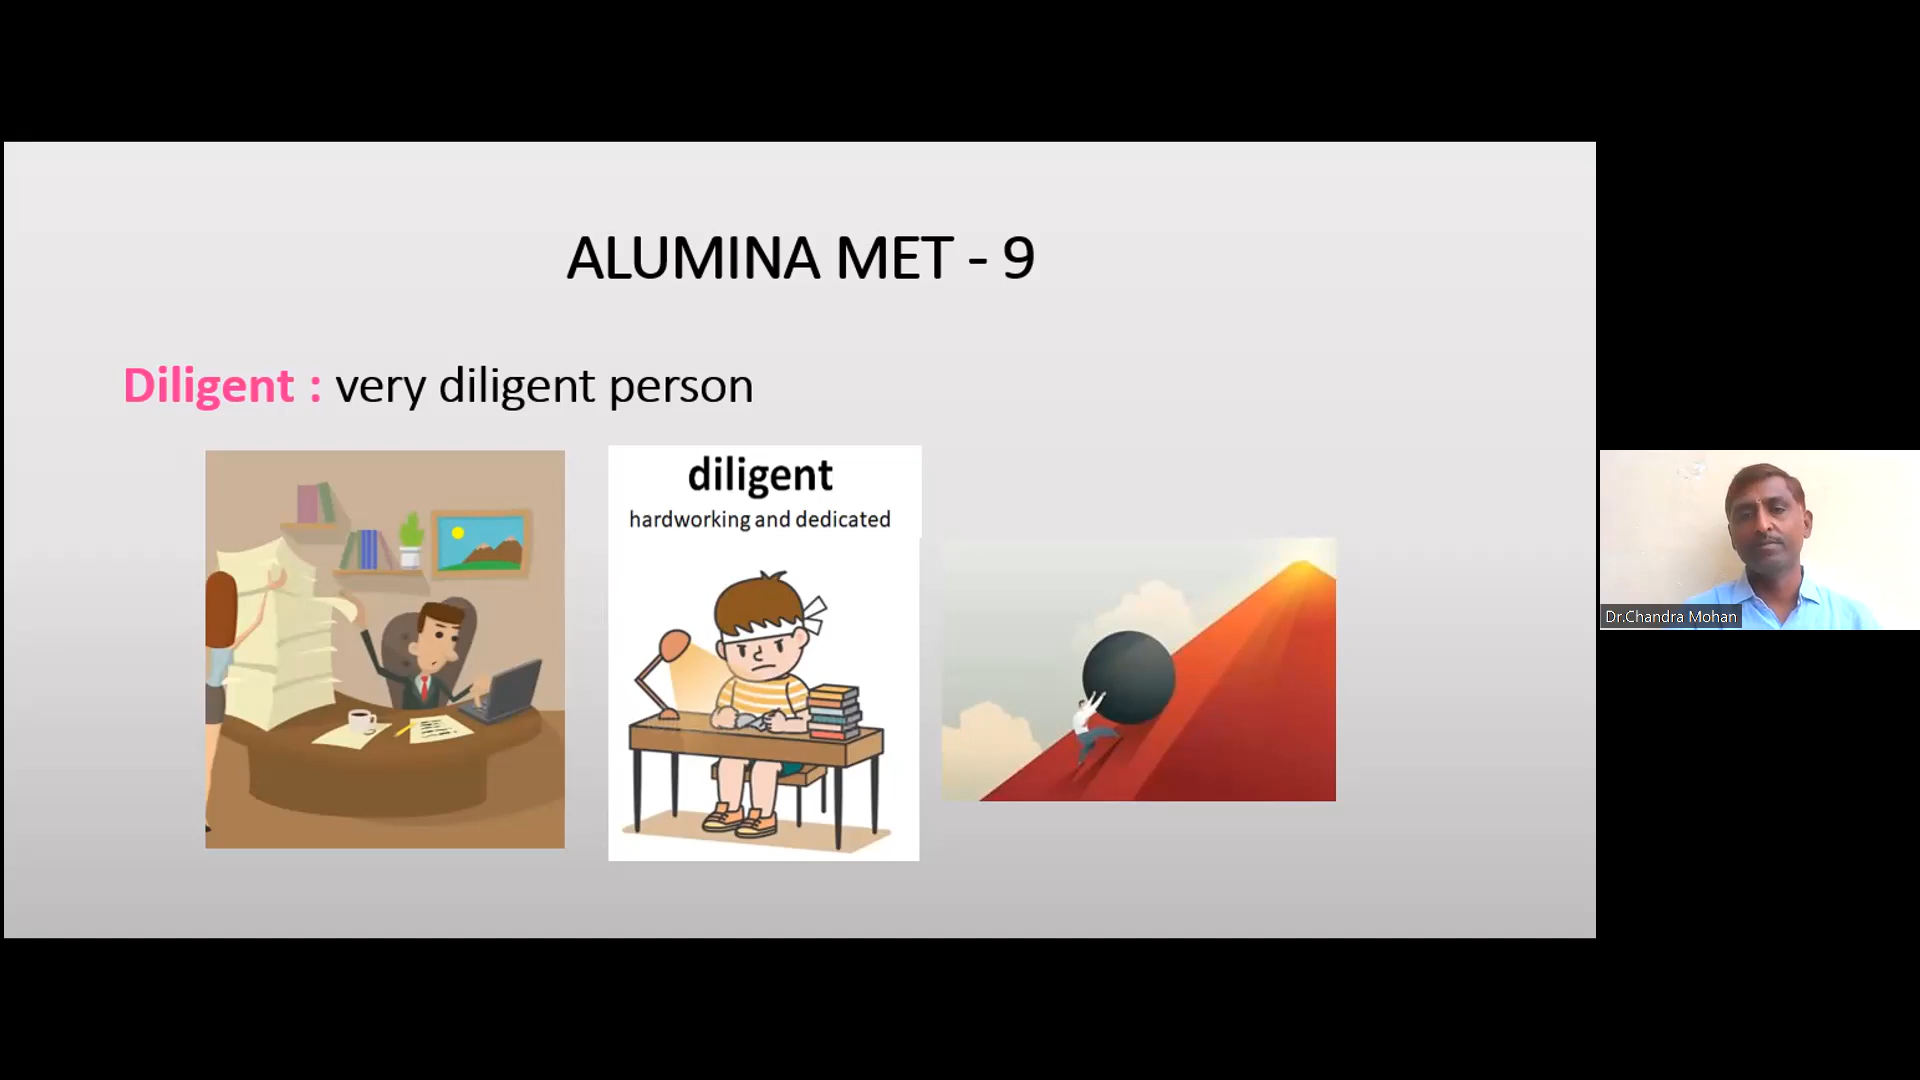 ALUMINA MET - 9
Diligent : very diligent person
diligent
hardworking and dedicated
Dr.Chandra Mohan